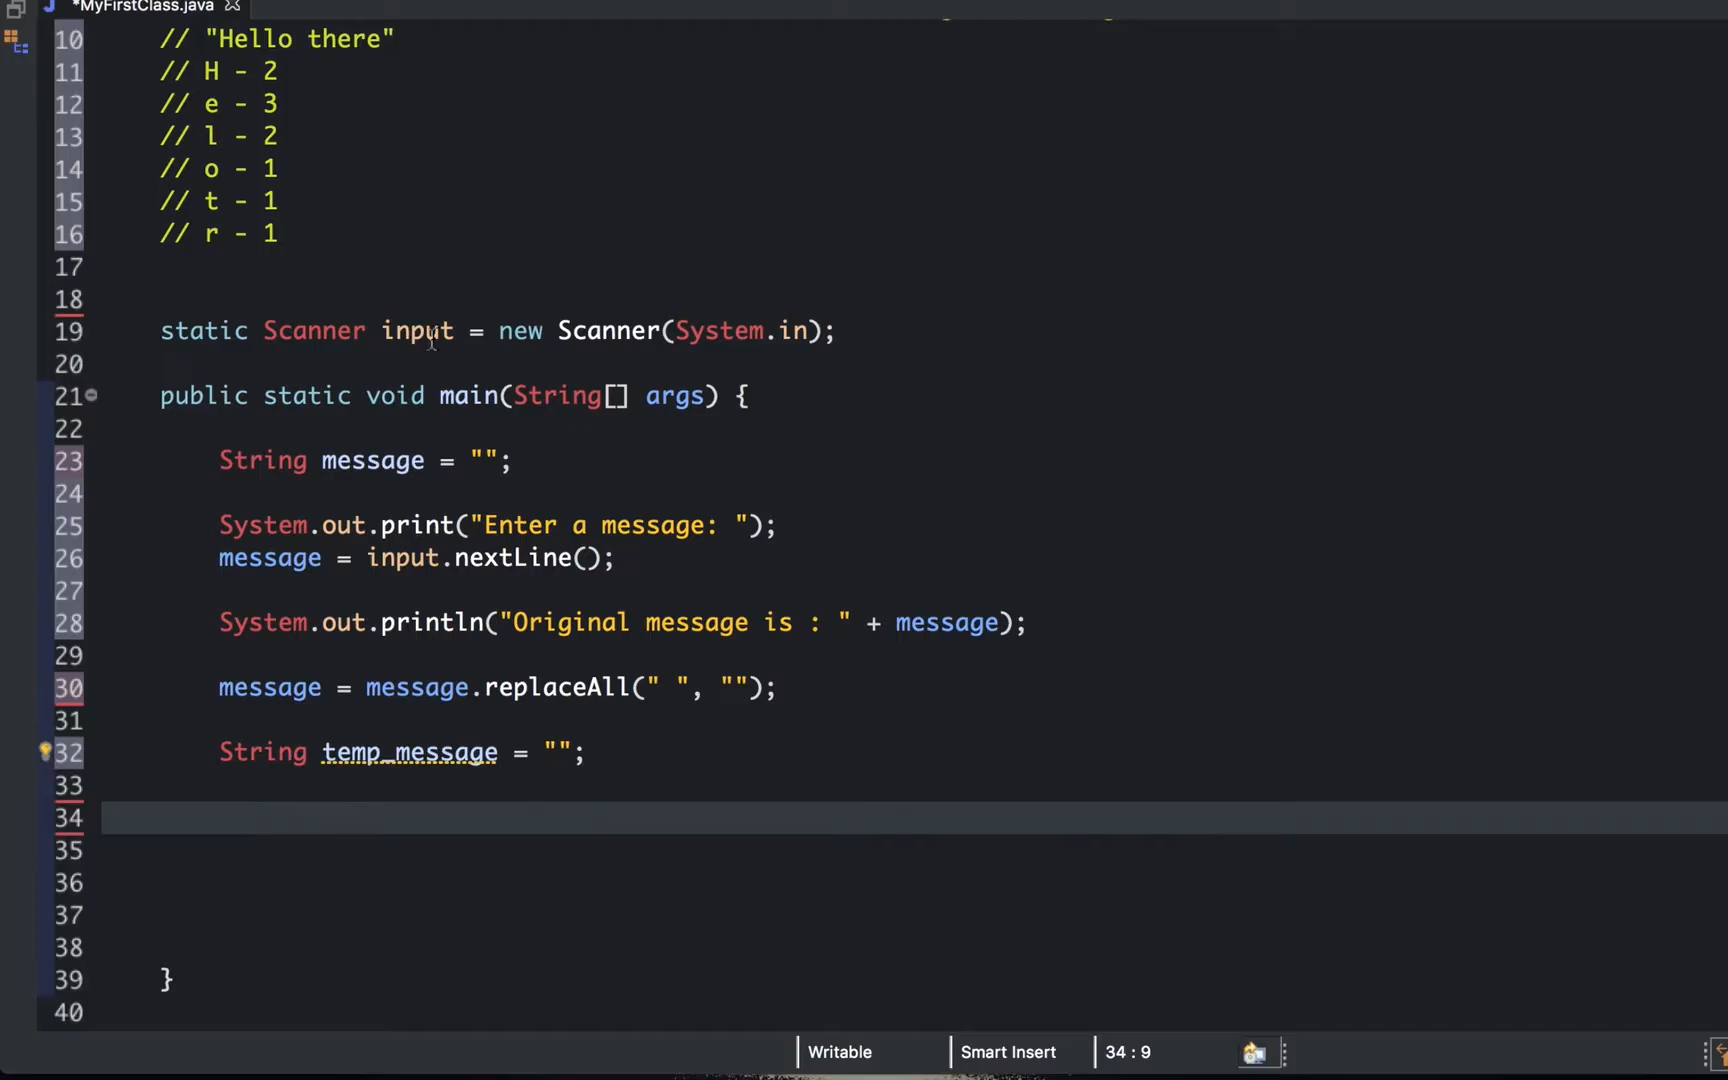 *MyFirstClass.java
10 // "Hello there"
11 // H - 2
12 // e - 3
13 // l - 2
14 // o - 1
15 // t - 1
16 // r - 1
17
18
19 static Scanner input = new Scanner(System.in);
20
21 public static void main(String[] args) {
22
23 String message = "";
24
25 System.out.print("Enter a message: ");
26 message = input.nextLine();
27
28 System.out.println("Original message is : " + message);
29
30 message = message.replaceAll(" ", "");
31
32 String temp_message = "";
33
34
35
36
37
38
39 }
40
Writable Smart Insert 34 : 9